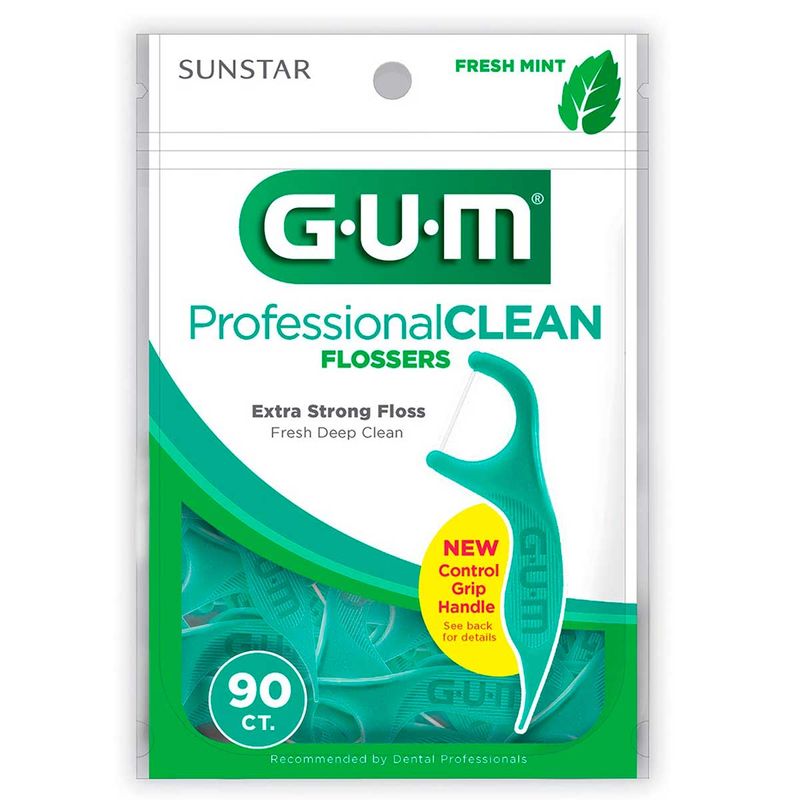 SUNSTAR
FRESH MINT
G·U·M®
ProfessionalCLEAN
FLOSSERS
Extra Strong Floss
Fresh Deep Clean
NEW
Control
Grip
Handle
See back
for details
G·U·M
G·U·M
90
CT.
Recommended by Dental Professionals